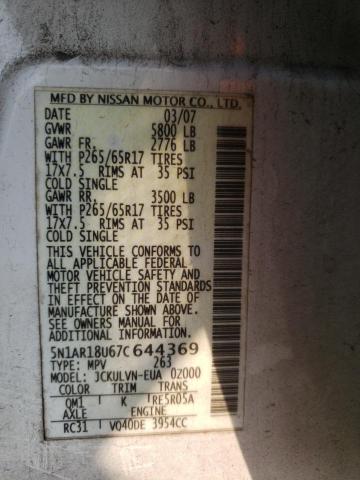 MFD BY NISSAN MOTOR CO., LTD.
DATE 03/07
GVWR 5800 LB
GAWR FR. 2776 LB
WITH P265/65R17 TIRES
17X7.5 RIMS AT 35 PSI
COLD SINGLE
GAWR RR. 3500 LB
WITH P265/65R17 TIRES
17X7.5 RIMS AT 35 PSI
COLD SINGLE
THIS VEHICLE CONFORMS TO
ALL APPLICABLE FEDERAL
MOTOR VEHICLE SAFETY AND
THEFT PREVENTION STANDARDS
IN EFFECT ON THE DATE OF
MANUFACTURE SHOWN ABOVE.
SEE OWNERS MANUAL FOR
ADDITIONAL INFORMATION.
5N1AR18U67C 644369
TYPE: MPV 263
MODEL: JCKULVN-EUA 0Z000
COLOR TRIM TRANS
QM1 K RE5R05A
AXLE ENGINE
RC31 VQ40DE 3954CC